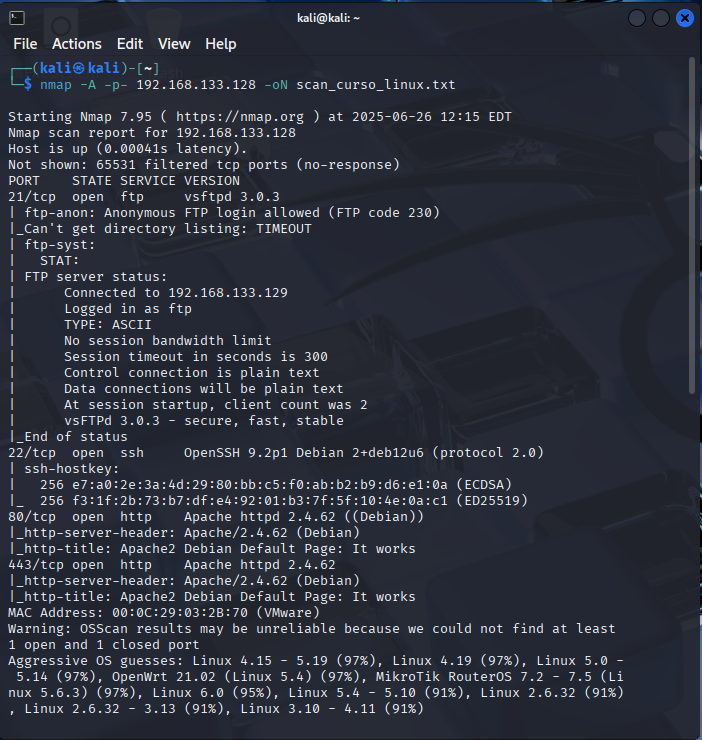 kali@kali: ~
File Actions Edit View Help
┌──(kali㉿kali)-[~]
└─$ nmap -A -p- 192.168.133.128 -oN scan_curso_linux.txt
Starting Nmap 7.95 ( https://nmap.org ) at 2025-06-26 12:15 EDT
Nmap scan report for 192.168.133.128
Host is up (0.00041s latency).
Not shown: 65531 filtered tcp ports (no-response)
PORT    STATE SERVICE VERSION
21/tcp  open  ftp     vsftpd 3.0.3
| ftp-anon: Anonymous FTP login allowed (FTP code 230)
|_Can't get directory listing: TIMEOUT
| ftp-syst:
|   STAT:
| FTP server status:
|      Connected to 192.168.133.129
|      Logged in as ftp
|      TYPE: ASCII
|      No session bandwidth limit
|      Session timeout in seconds is 300
|      Control connection is plain text
|      Data connections will be plain text
|      At session startup, client count was 2
|      vsFTPd 3.0.3 - secure, fast, stable
|_End of status
22/tcp  open  ssh     OpenSSH 9.2p1 Debian 2+deb12u6 (protocol 2.0)
| ssh-hostkey:
|   256 e7:a0:2e:3a:4d:29:80:bb:c5:f0:ab:b2:b9:d6:e1:0a (ECDSA)
|_  256 f3:1f:2b:73:b7:df:e4:92:01:b3:7f:5f:10:4e:0a:c1 (ED25519)
80/tcp  open  http    Apache httpd 2.4.62 ((Debian))
|_http-server-header: Apache/2.4.62 (Debian)
|_http-title: Apache2 Debian Default Page: It works
443/tcp open  http    Apache httpd 2.4.62
|_http-server-header: Apache/2.4.62 (Debian)
|_http-title: Apache2 Debian Default Page: It works
MAC Address: 00:0C:29:03:2B:70 (VMware)
Warning: OSScan results may be unreliable because we could not find at least
1 open and 1 closed port
Aggressive OS guesses: Linux 4.15 - 5.19 (97%), Linux 4.19 (97%), Linux 5.0 -
 5.14 (97%), OpenWrt 21.02 (Linux 5.4) (97%), MikroTik RouterOS 7.2 - 7.5 (Li
nux 5.6.3) (97%), Linux 6.0 (95%), Linux 5.4 - 5.10 (91%), Linux 2.6.32 (91%)
, Linux 2.6.32 - 3.13 (91%), Linux 3.10 - 4.11 (91%)